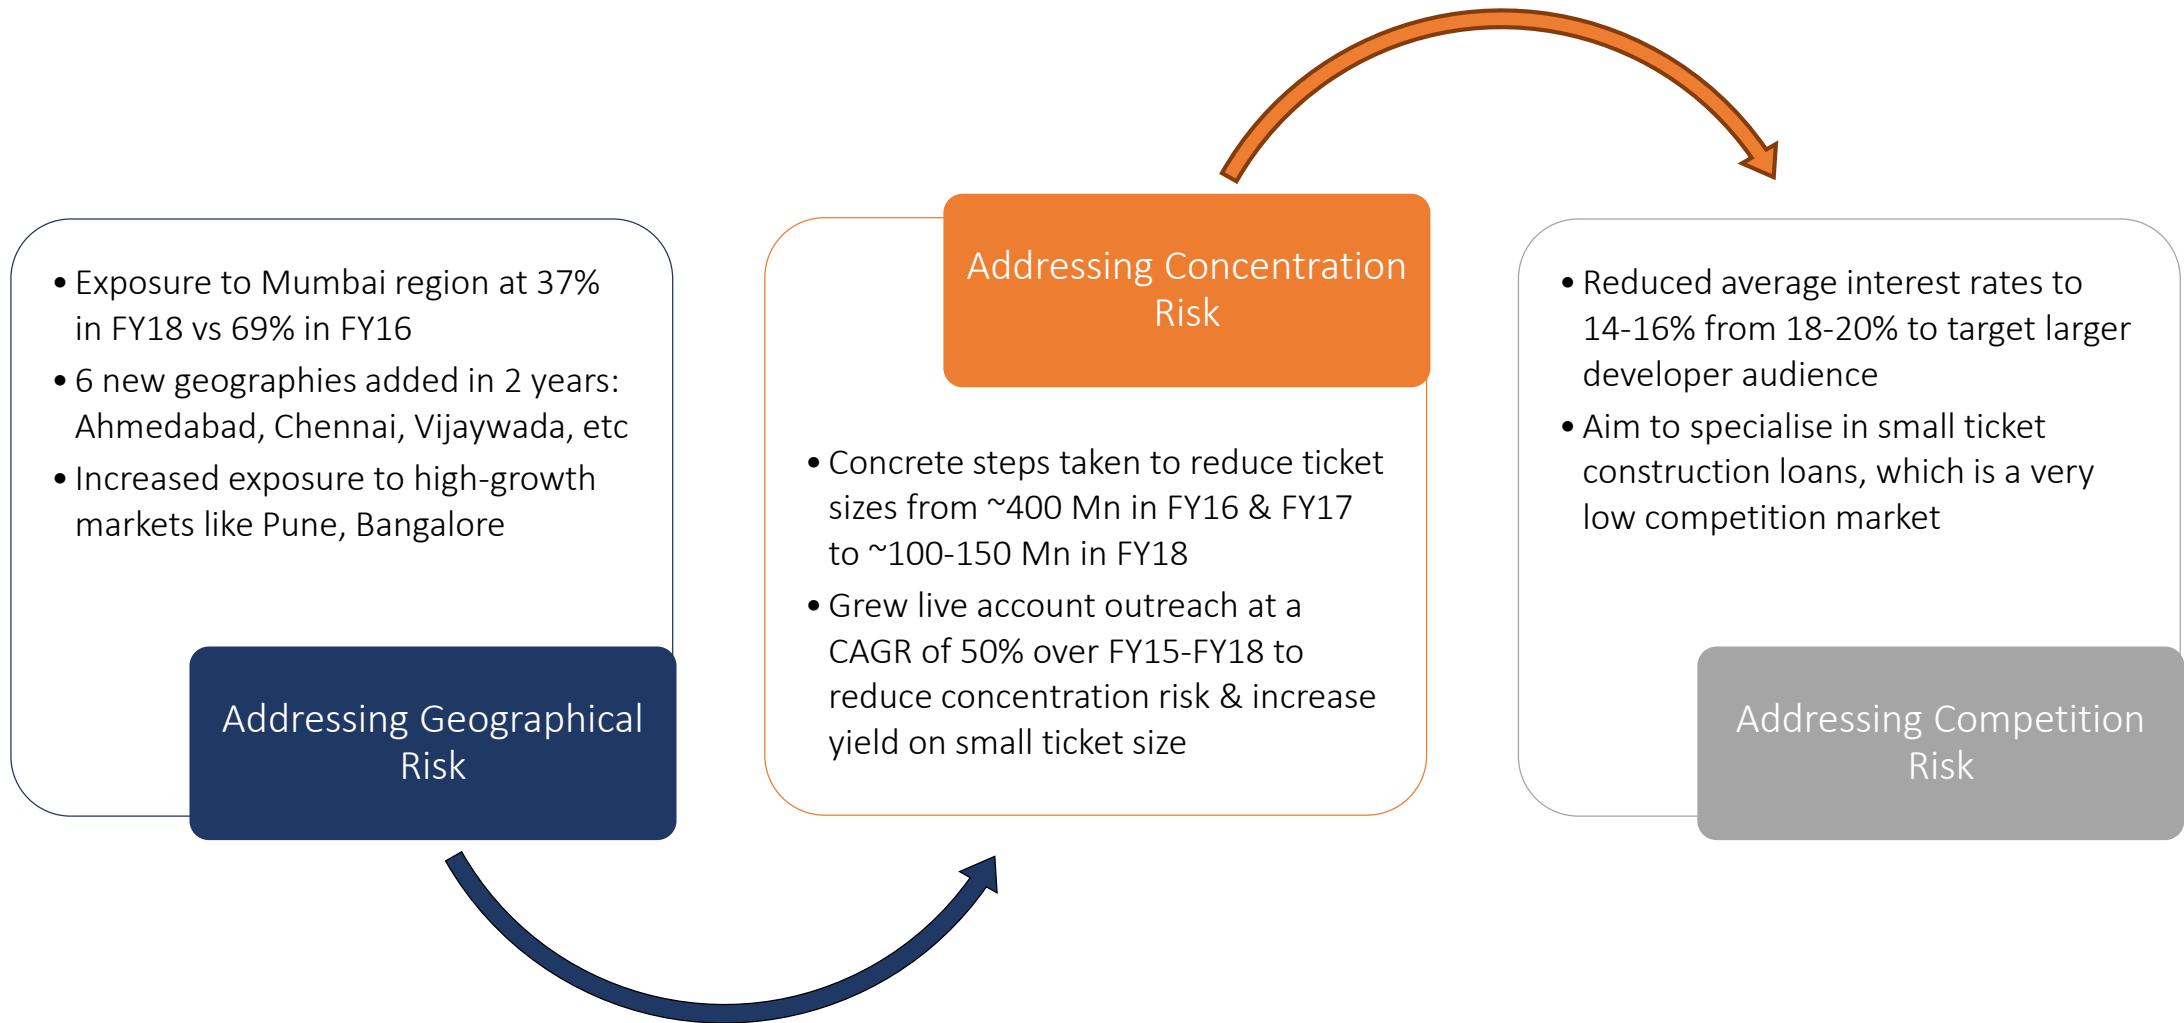 • Exposure to Mumbai region at 37%
in FY18 vs 69% in FY16
• 6 new geographies added in 2 years:
Ahmedabad, Chennai, Vijaywada, etc
• Increased exposure to high-growth
markets like Pune, Bangalore
Addressing Geographical
Risk
Addressing Concentration
Risk
• Concrete steps taken to reduce ticket
sizes from ~400 Mn in FY16 & FY17
to ~100-150 Mn in FY18
• Grew live account outreach at a
CAGR of 50% over FY15-FY18 to
reduce concentration risk & increase
yield on small ticket size
• Reduced average interest rates to
14-16% from 18-20% to target larger
developer audience
• Aim to specialise in small ticket
construction loans, which is a very
low competition market
Addressing Competition
Risk